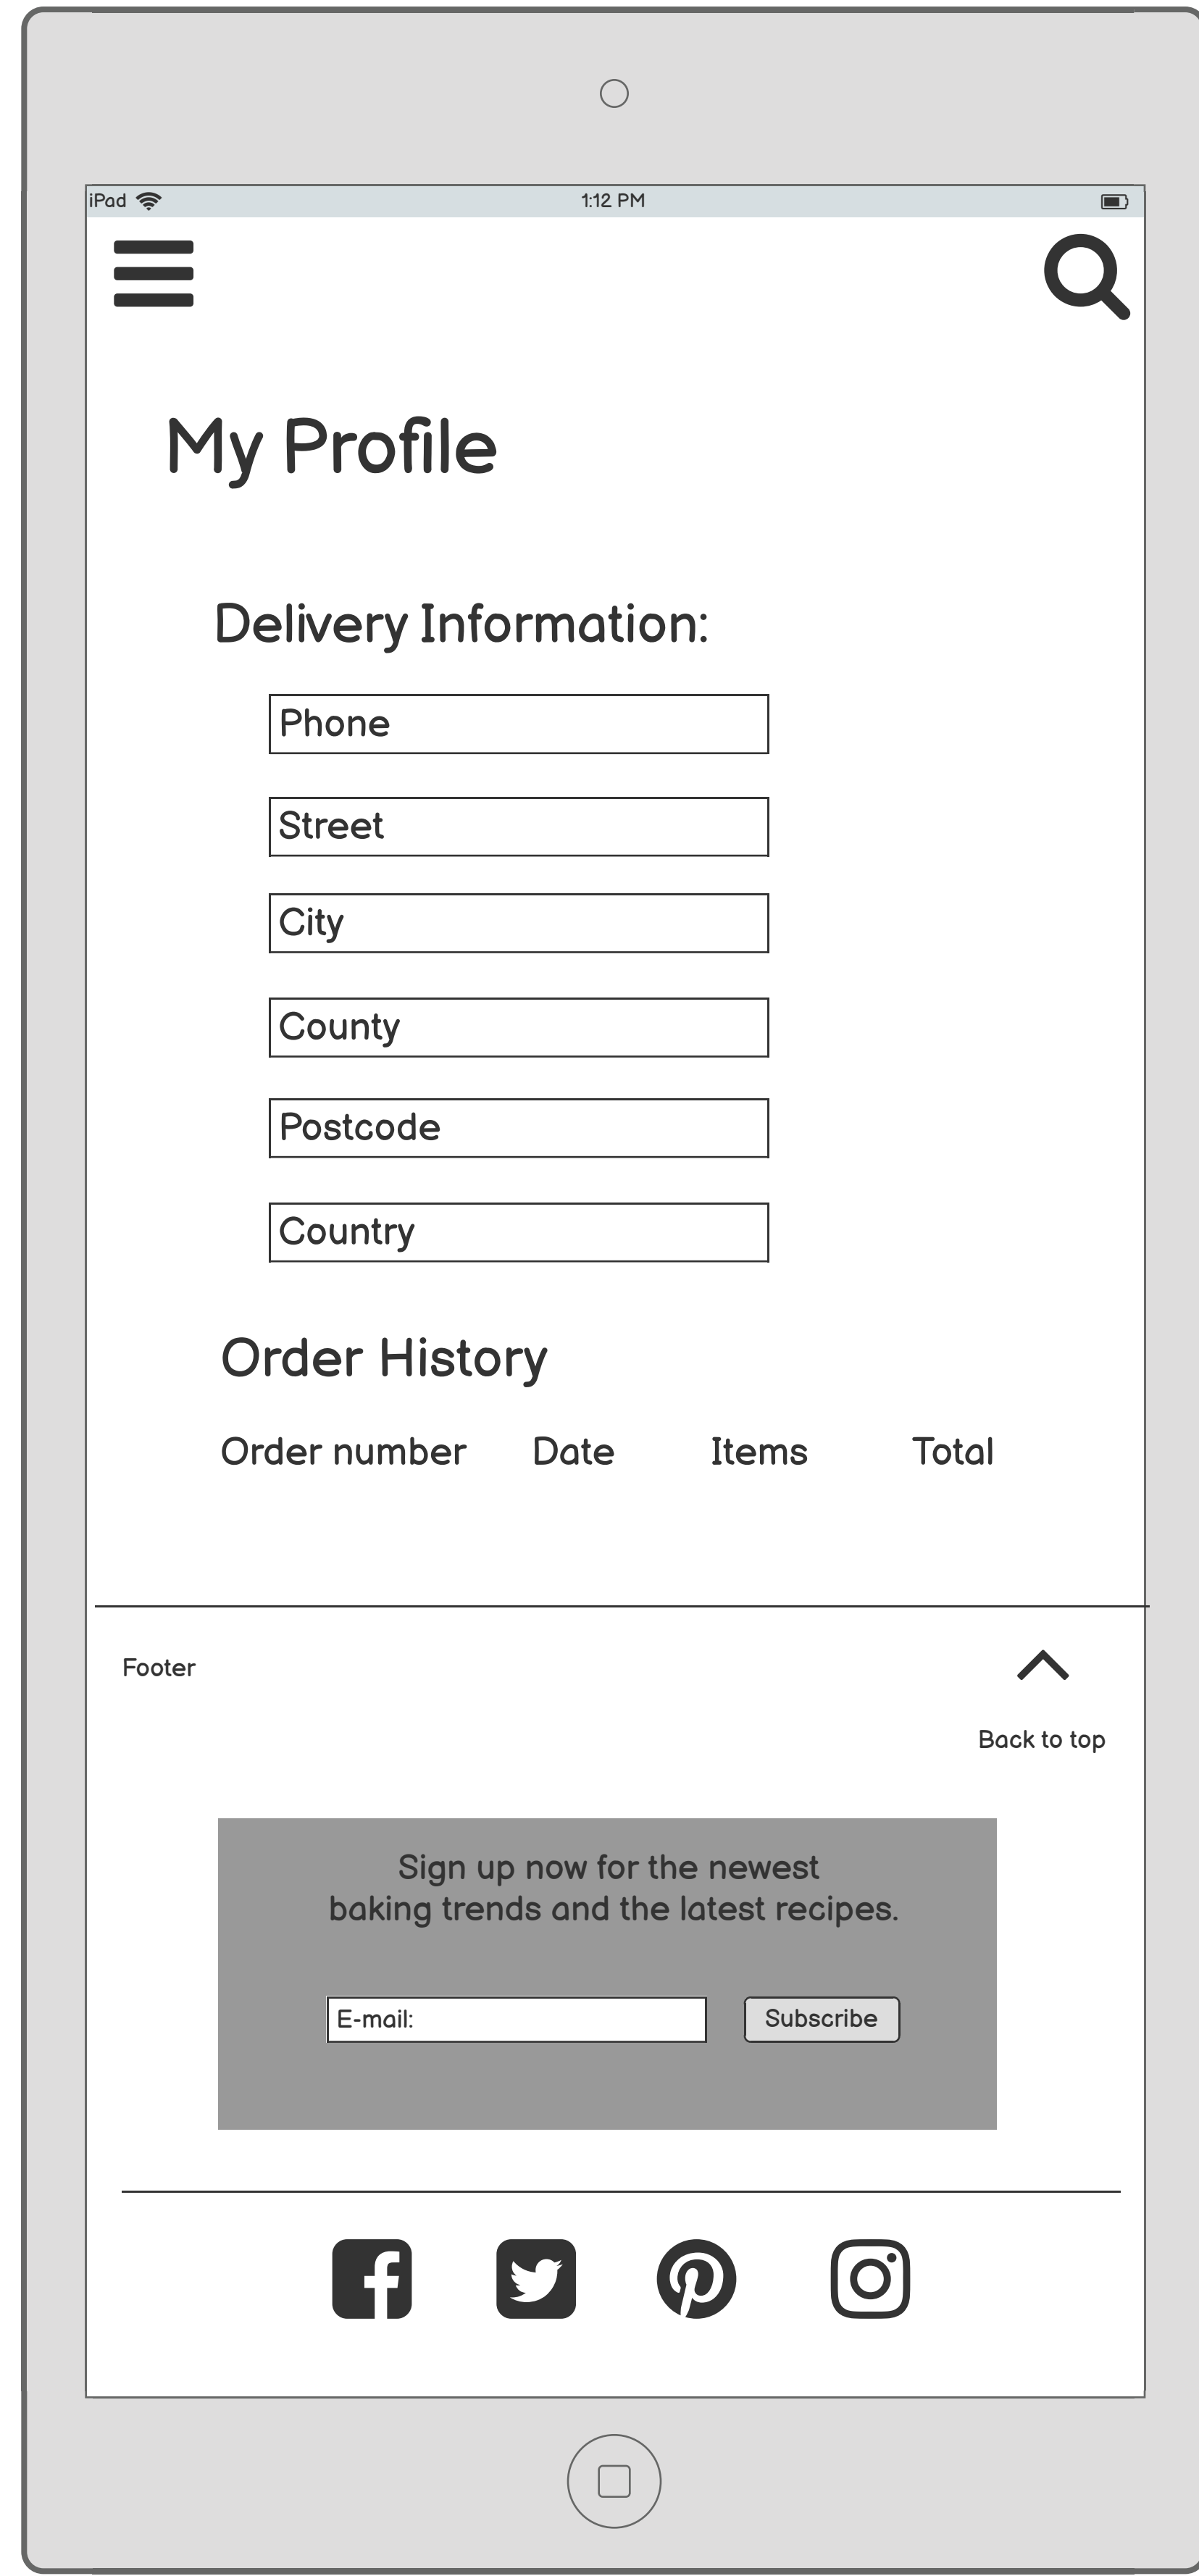 iPad 1:12 PM
My Profile
Delivery Information:
Phone
Street
City
County
Postcode
Country
Order History
Order number Date Items Total
Footer
Back to top
Sign up now for the newest
baking trends and the latest recipes.
E-mail: Subscribe